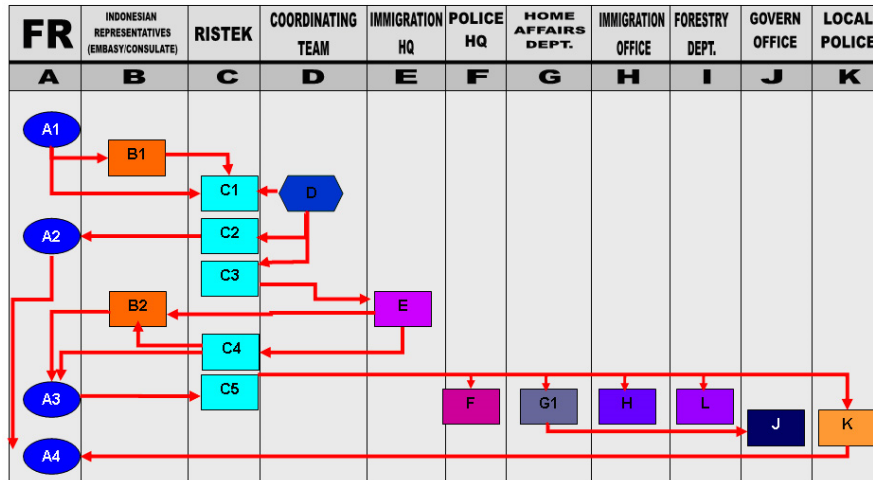 FR
INDONESIAN
REPRESENTATIVES
(EMBASY/CONSULATE)
RISTEK
COORDINATING
TEAM
IMMIGRATION
HQ
POLICE
HQ
HOME
AFFAIRS
DEPT.
IMMIGRATION
OFFICE
FORESTRY
DEPT.
GOVERN
OFFICE
LOCAL
POLICE
A B C D E F G H I J K
A1
B1
C1
D
A2
C2
C3
B2
E
C4
A3
C5
F
G1
H
L
J
K
A4